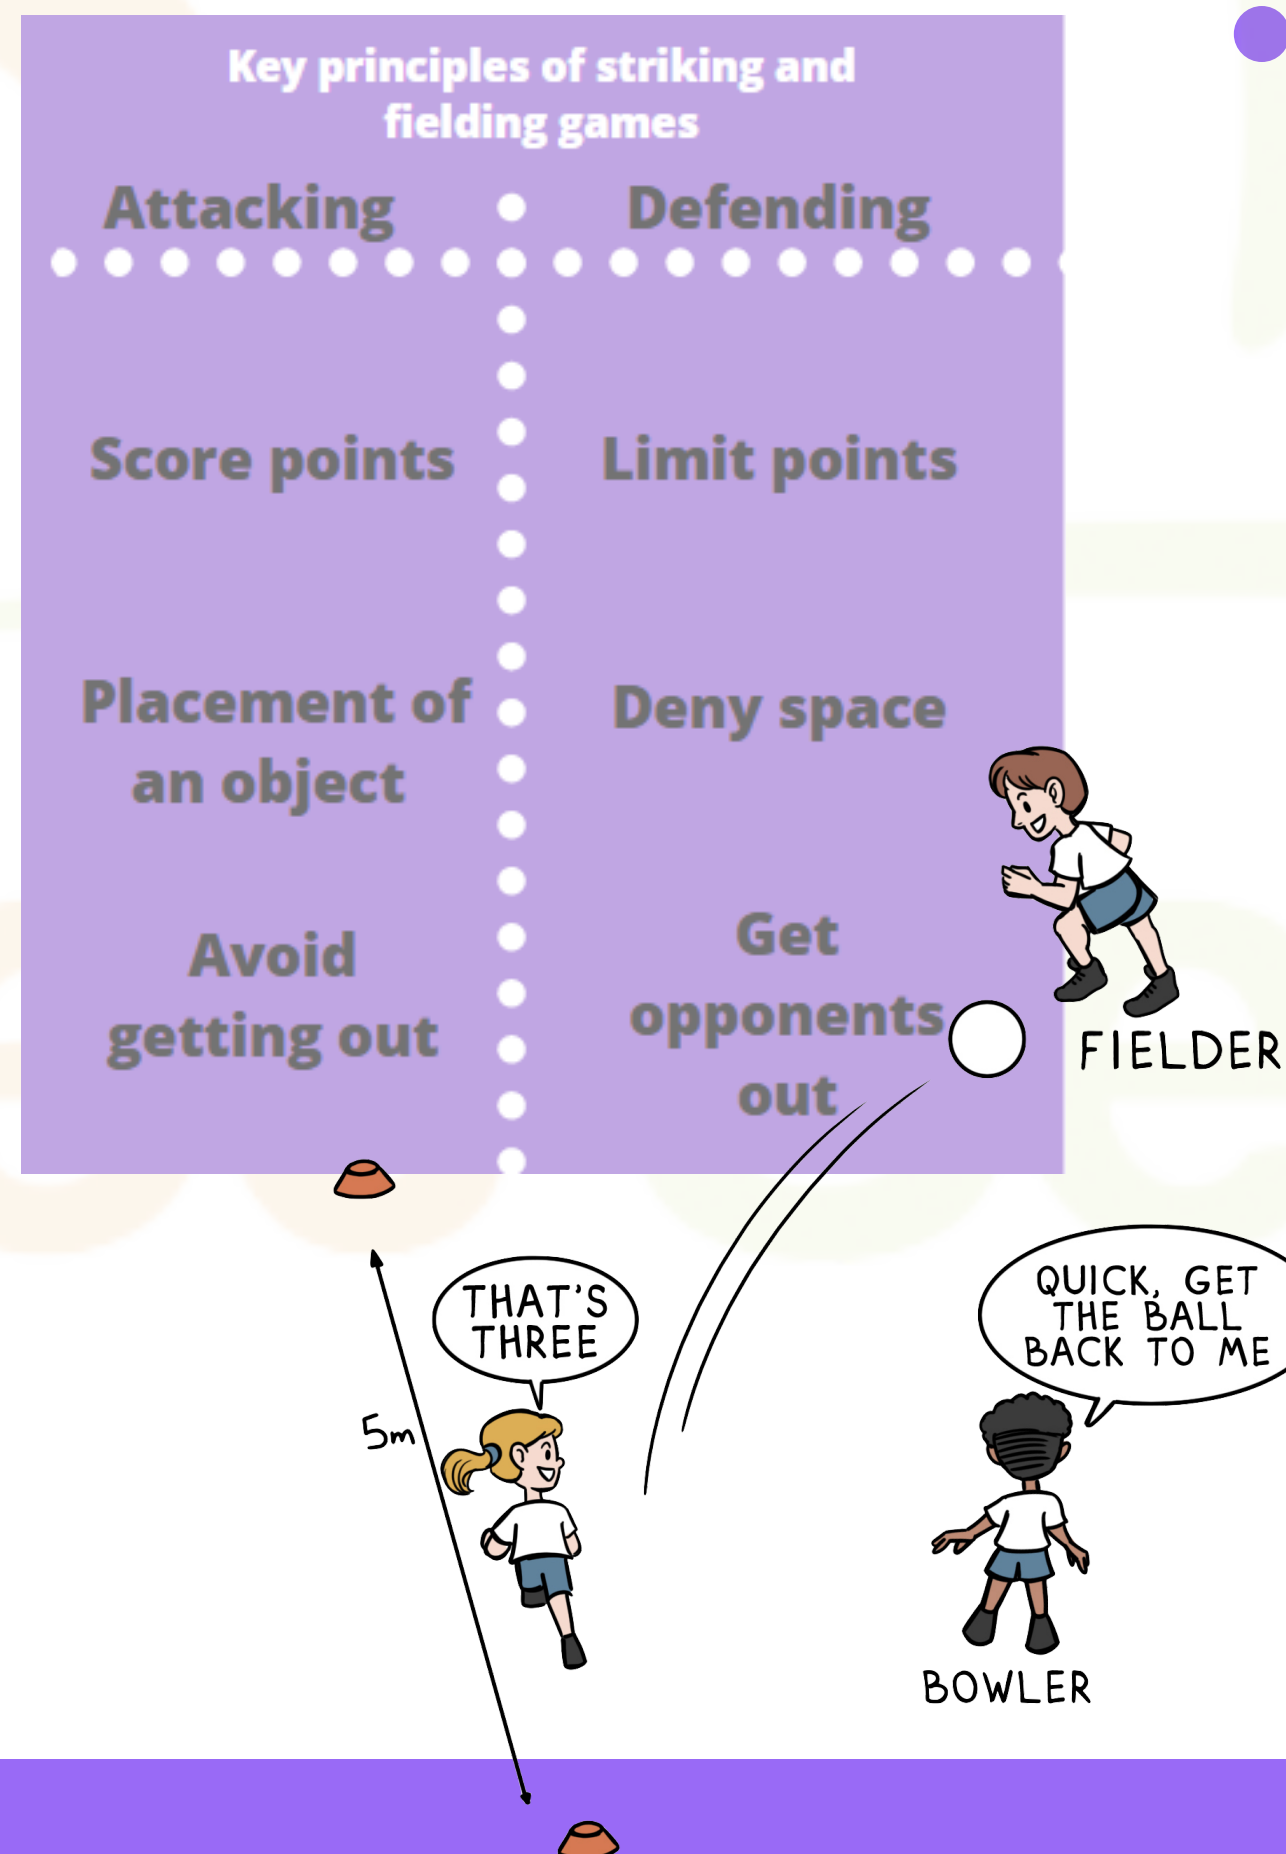 Key principles of striking and
fielding games
Attacking
Defending
Score points
Limit points
Placement of
an object
Deny space
Avoid
getting out
Get
opponents
out
FIELDER
THAT'S
THREE
QUICK, GET
THE BALL
BACK TO ME
5m
BOWLER